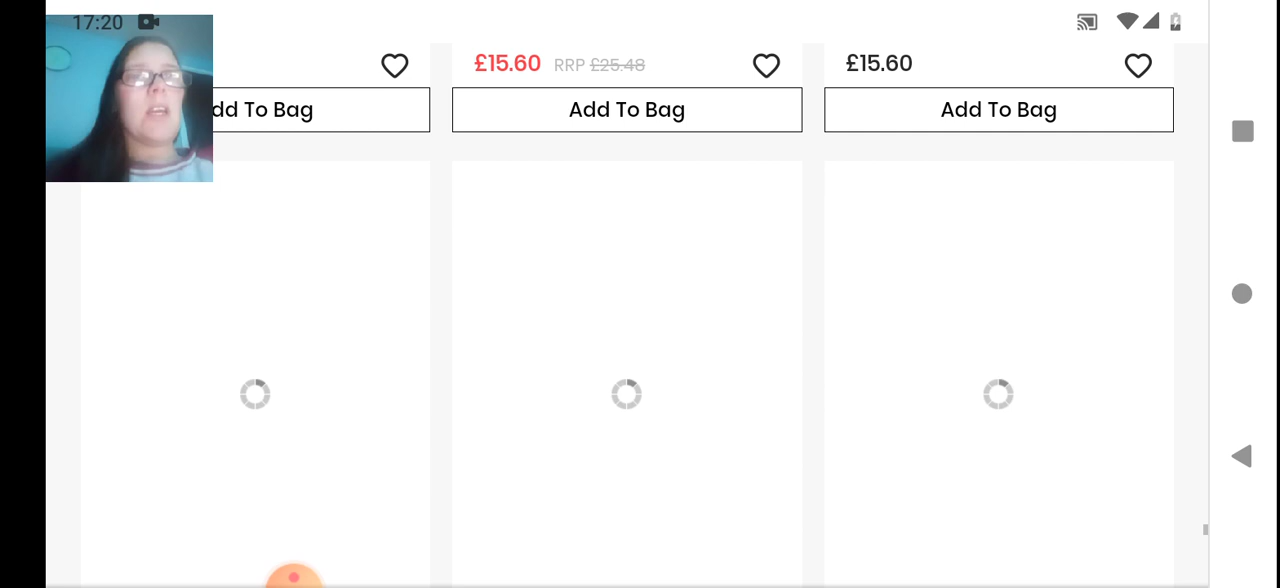 17:20
£15.60 RRP £25.48
£15.60
dd To Bag
Add To Bag
Add To Bag